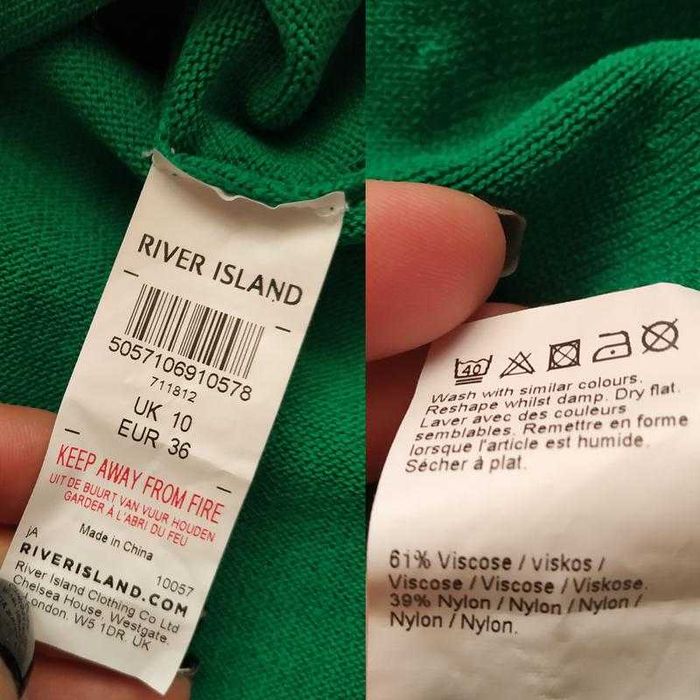 RIVER ISLAND
5057106910578
711812
UK 10
EUR 36
KEEP AWAY FROM FIRE
UIT DE BUURT VAN VUUR HOUDEN
GARDER À L'ABRI DU FEU
Made in China
JA
10057
RIVERISLAND.COM
River Island Clothing Co Ltd
Chelsea House, Westgate,
London. W5 1DR. UK
40
Wash with similar colours.
Reshape whilst damp. Dry flat.
Laver avec des couleurs
semblables. Remettre en forme
lorsque l'article est humide.
Sécher à plat.
61% Viscose / viskos /
Viscose / Viscose / Viskose.
39% Nylon / Nylon / Nylon /
Nylon / Nylon.